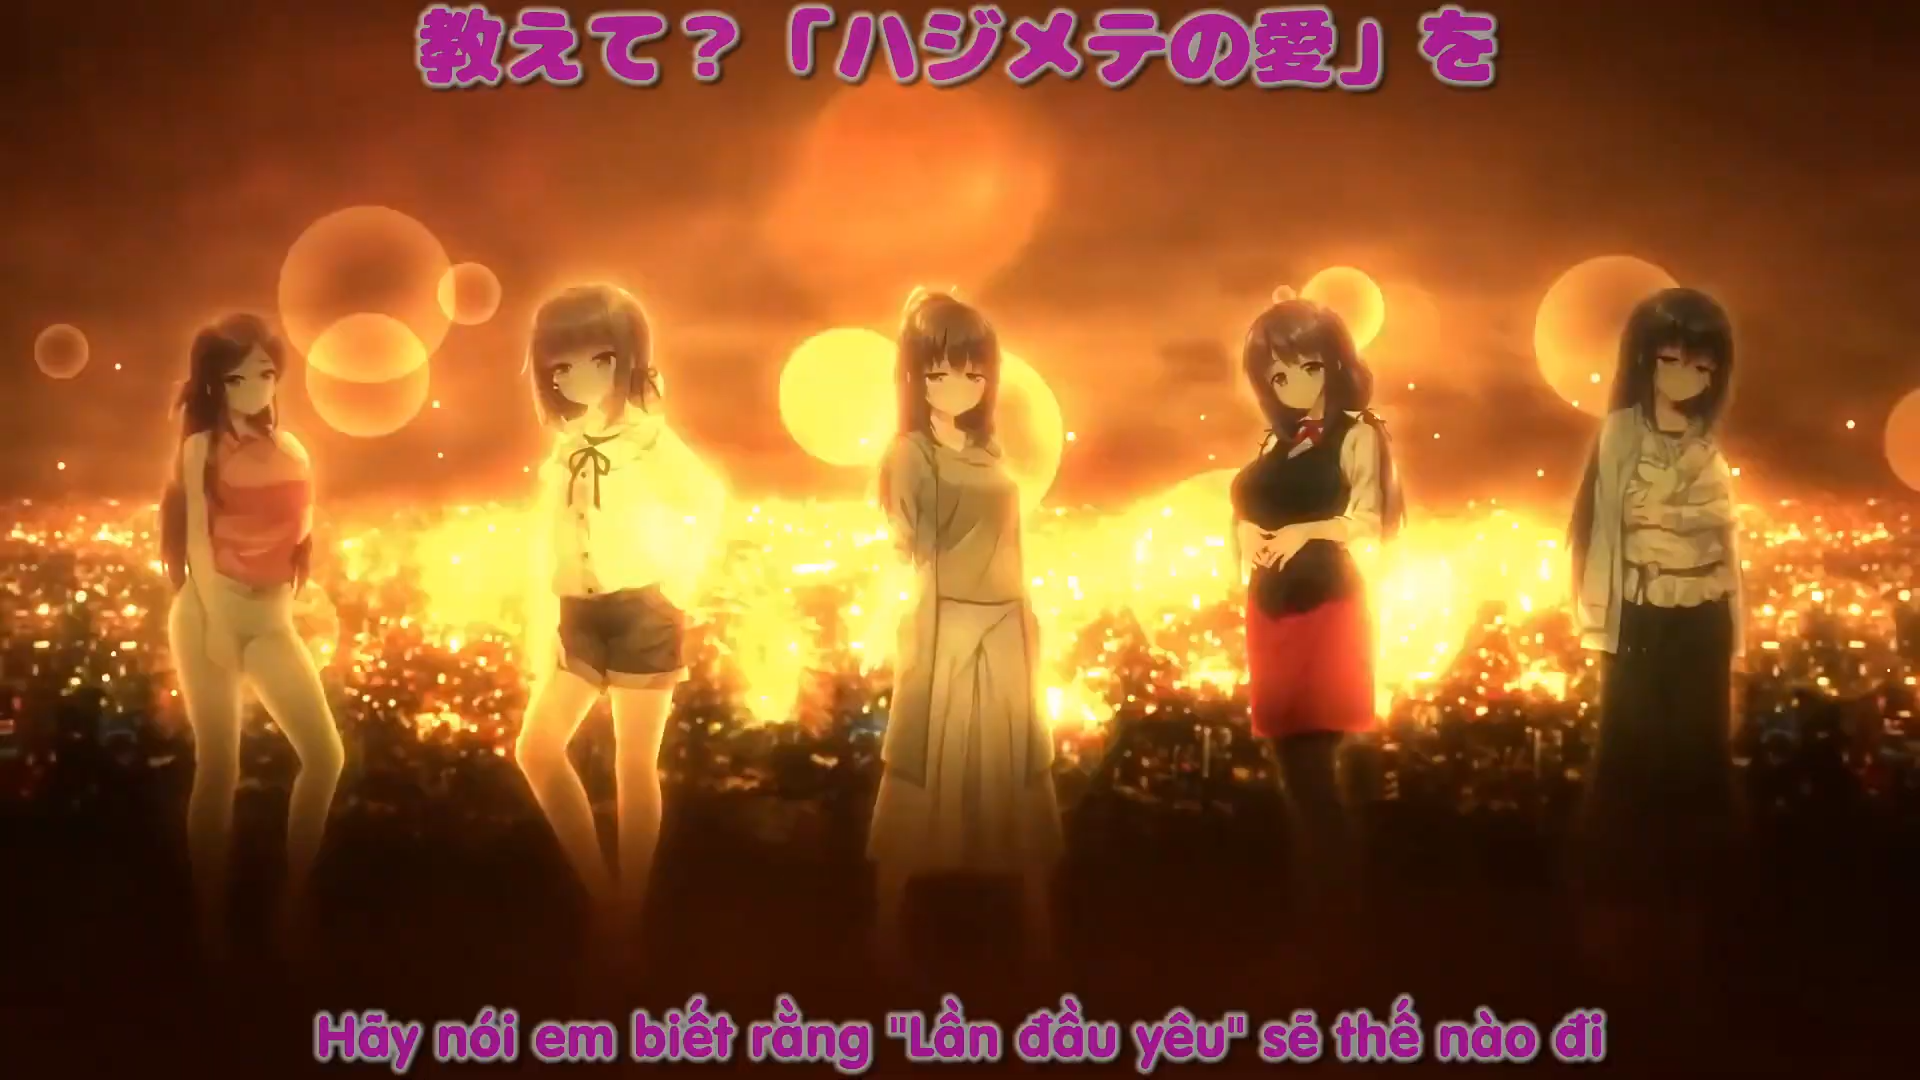 教えて？「ハジメテの愛」を
Hãy nói em biết rằng "Lần đầu yêu" sẽ thế nào đi